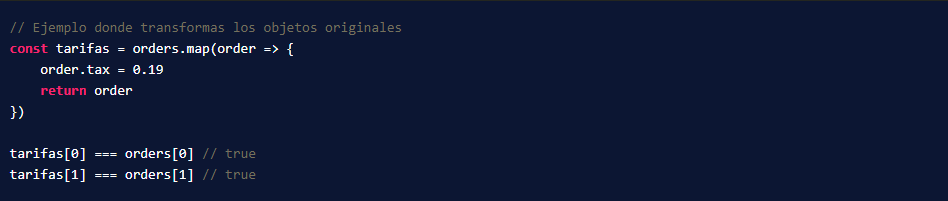 // Ejemplo donde transformas los objetos originales
const tarifas = orders.map(order => {
    order.tax = 0.19
    return order
})

tarifas[0] === orders[0] // true
tarifas[1] === orders[1] // true